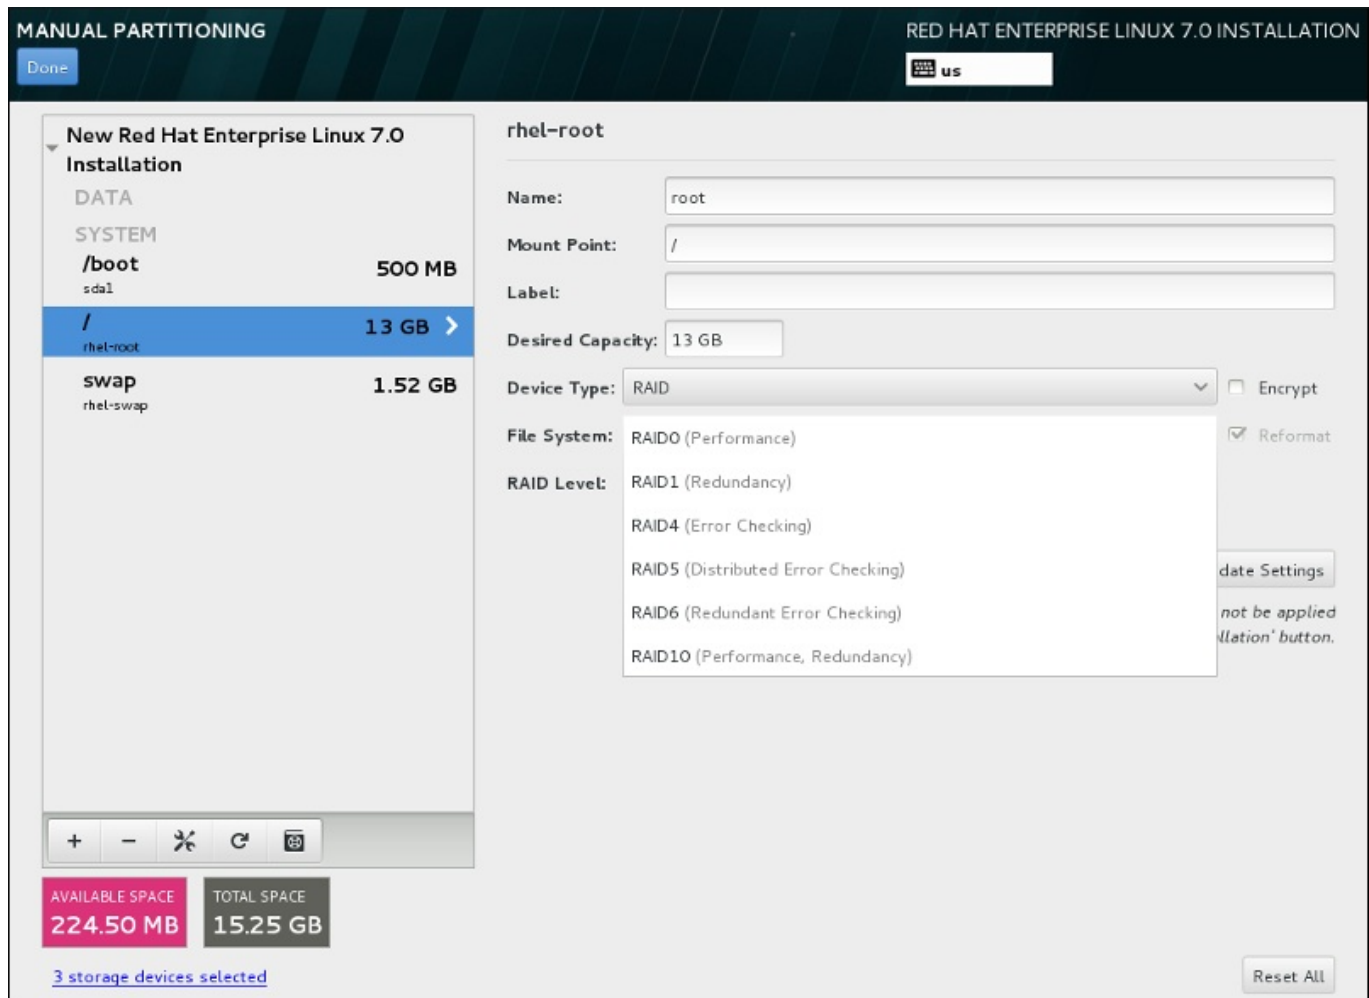 MANUAL PARTITIONING
RED HAT ENTERPRISE LINUX 7.0 INSTALLATION
Done
us
New Red Hat Enterprise Linux 7.0
Installation
DATA
SYSTEM
/boot
500 MB
sda1
/
13 GB
rhel-root
swap
1.52 GB
rhel-swap
+ −
AVAILABLE SPACE
224.50 MB
TOTAL SPACE
15.25 GB
3 storage devices selected
rhel-root
Name: root
Mount Point: /
Label:
Desired Capacity: 13 GB
Device Type: RAID
Encrypt
File System:
Reformat
RAID Level:
RAID0 (Performance)
RAID1 (Redundancy)
RAID4 (Error Checking)
RAID5 (Distributed Error Checking)
RAID6 (Redundant Error Checking)
RAID10 (Performance, Redundancy)
date Settings
not be applied
llation' button.
Reset All